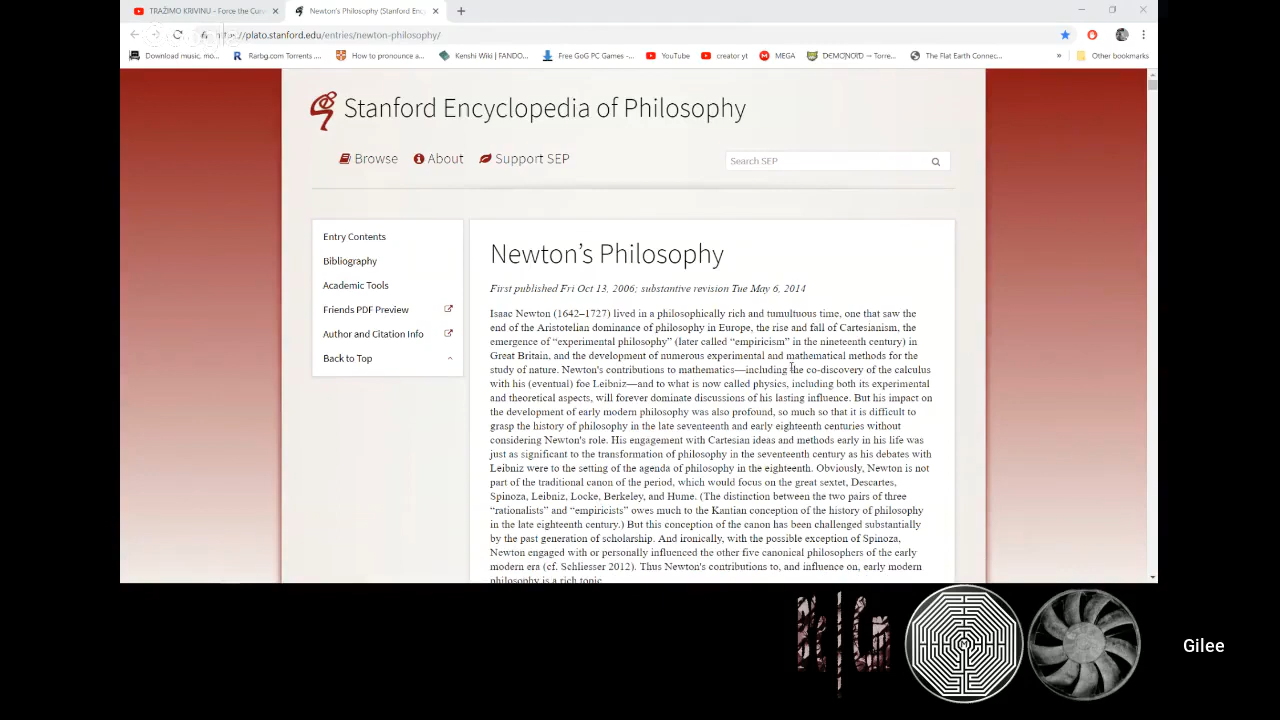 TRAŽIMO KRIVINU - Force the Curv
Newton's Philosophy (Stanford Enc
plato.stanford.edu/entries/newton-philosophy/
Download music, mo...
Rarbg.com Torrents ....
How to pronounce a...
Kenshi Wiki | FANDO...
Free GoG PC Games -...
YouTube
creator yt
MEGA
DEMONOID — Torre...
The Flat Earth Connec...
»
Other bookmarks
Stanford Encyclopedia of Philosophy
Browse
About
Support SEP
Search SEP
Entry Contents
Bibliography
Academic Tools
Friends PDF Preview
Author and Citation Info
Back to Top
Newton's Philosophy
First published Fri Oct 13, 2006; substantive revision Tue May 6, 2014
Isaac Newton (1642–1727) lived in a philosophically rich and tumultuous time, one that saw the
end of the Aristotelian dominance of philosophy in Europe, the rise and fall of Cartesianism, the
emergence of “experimental philosophy” (later called “empiricism” in the nineteenth century) in
Great Britain, and the development of numerous experimental and mathematical methods for the
study of nature. Newton's contributions to mathematics—including the co-discovery of the calculus
with his (eventual) foe Leibniz—and to what is now called physics, including both its experimental
and theoretical aspects, will forever dominate discussions of his lasting influence. But his impact on
the development of early modern philosophy was also profound, so much so that it is difficult to
grasp the history of philosophy in the late seventeenth and early eighteenth centuries without
considering Newton's role. His engagement with Cartesian ideas and methods early in his life was
just as significant to the transformation of philosophy in the seventeenth century as his debates with
Leibniz were to the setting of the agenda of philosophy in the eighteenth. Obviously, Newton is not
part of the traditional canon of the period, which would focus on the great sextet, Descartes,
Spinoza, Leibniz, Locke, Berkeley, and Hume. (The distinction between the two pairs of three
“rationalists” and “empiricists” owes much to the Kantian conception of the history of philosophy
in the late eighteenth century.) But this conception of the canon has been challenged substantially
by the past generation of scholarship. And ironically, with the possible exception of Spinoza,
Newton engaged with or personally influenced the other five canonical philosophers of the early
modern era (cf. Schliesser 2012). Thus Newton's contributions to, and influence on, early modern
philosophy is a rich topic
Gilee